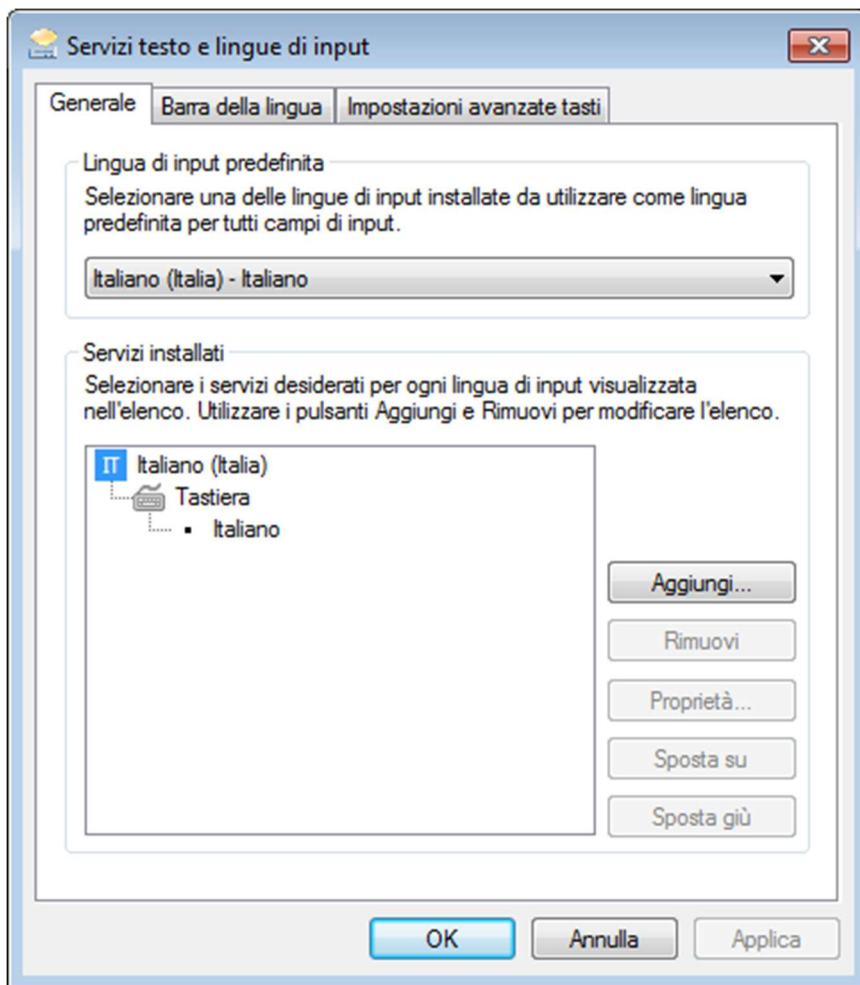 Servizi testo e lingue di input
Generale
Barra della lingua
Impostazioni avanzate tasti
Lingua di input predefinita
Selezionare una delle lingue di input installate da utilizzare come lingua
predefinita per tutti campi di input.
Italiano (Italia) - Italiano
Servizi installati
Selezionare i servizi desiderati per ogni lingua di input visualizzata
nell'elenco. Utilizzare i pulsanti Aggiungi e Rimuovi per modificare l'elenco.
IT Italiano (Italia)
Tastiera
Italiano
Aggiungi...
Rimuovi
Proprietà...
Sposta su
Sposta giù
OK
Annulla
Applica